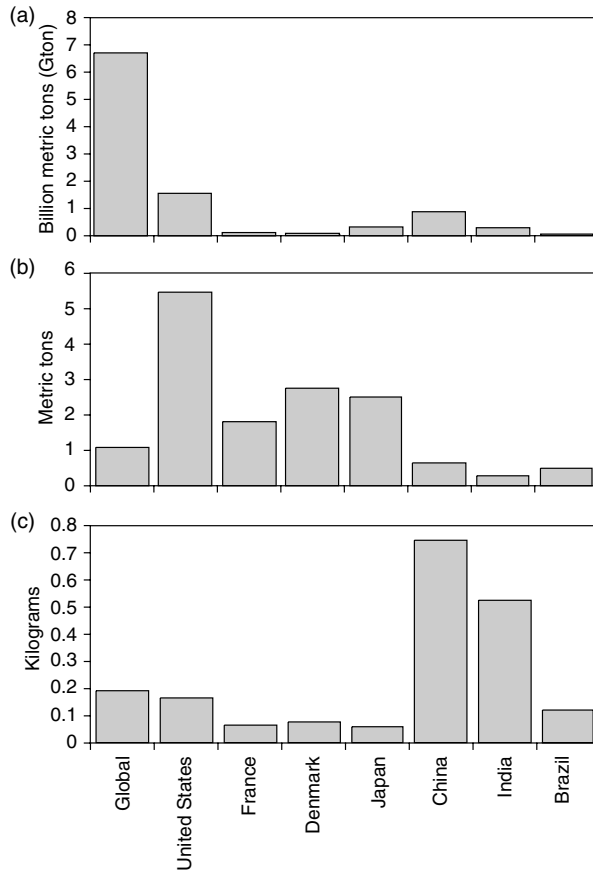 (a)
Billion metric tons (Gton)
8
7
6
5
4
3
2
1
0
(b)
Metric tons
6
5
4
3
2
1
0
(c)
Kilograms
0.8
0.7
0.6
0.5
0.4
0.3
0.2
0.1
0
Global
United States
France
Denmark
Japan
China
India
Brazil